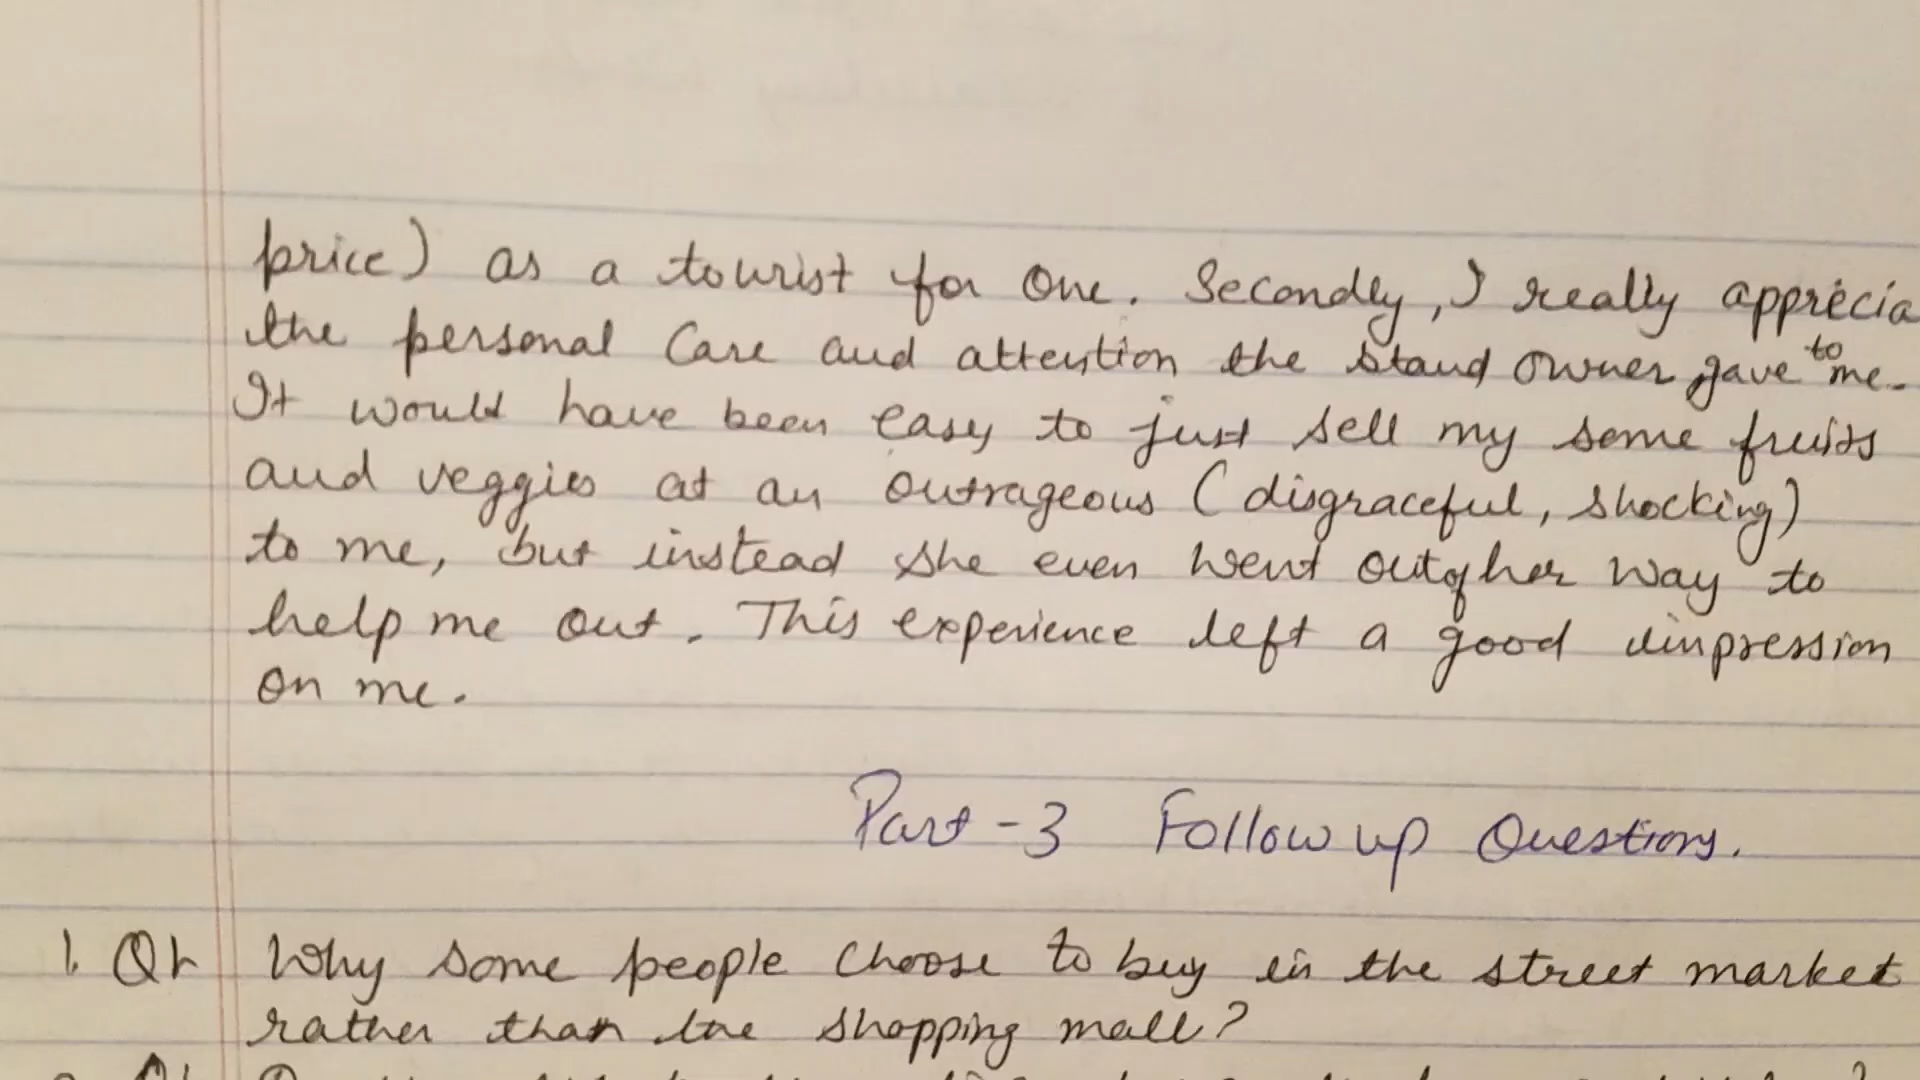 price) as a tourist for one. Secondly, I really apprecia
the personal care and attention the stand owner gave to me.
It would have been easy to just sell my some fruits
and veggies at an outrageous (disgraceful, shocking)
to me, but instead she even went out of her way to
help me out. This experience left a good impression
on me.
Part-3 Follow up Questions.
1. Qh Why some people choose to buy in the street market
rather than the shopping mall?